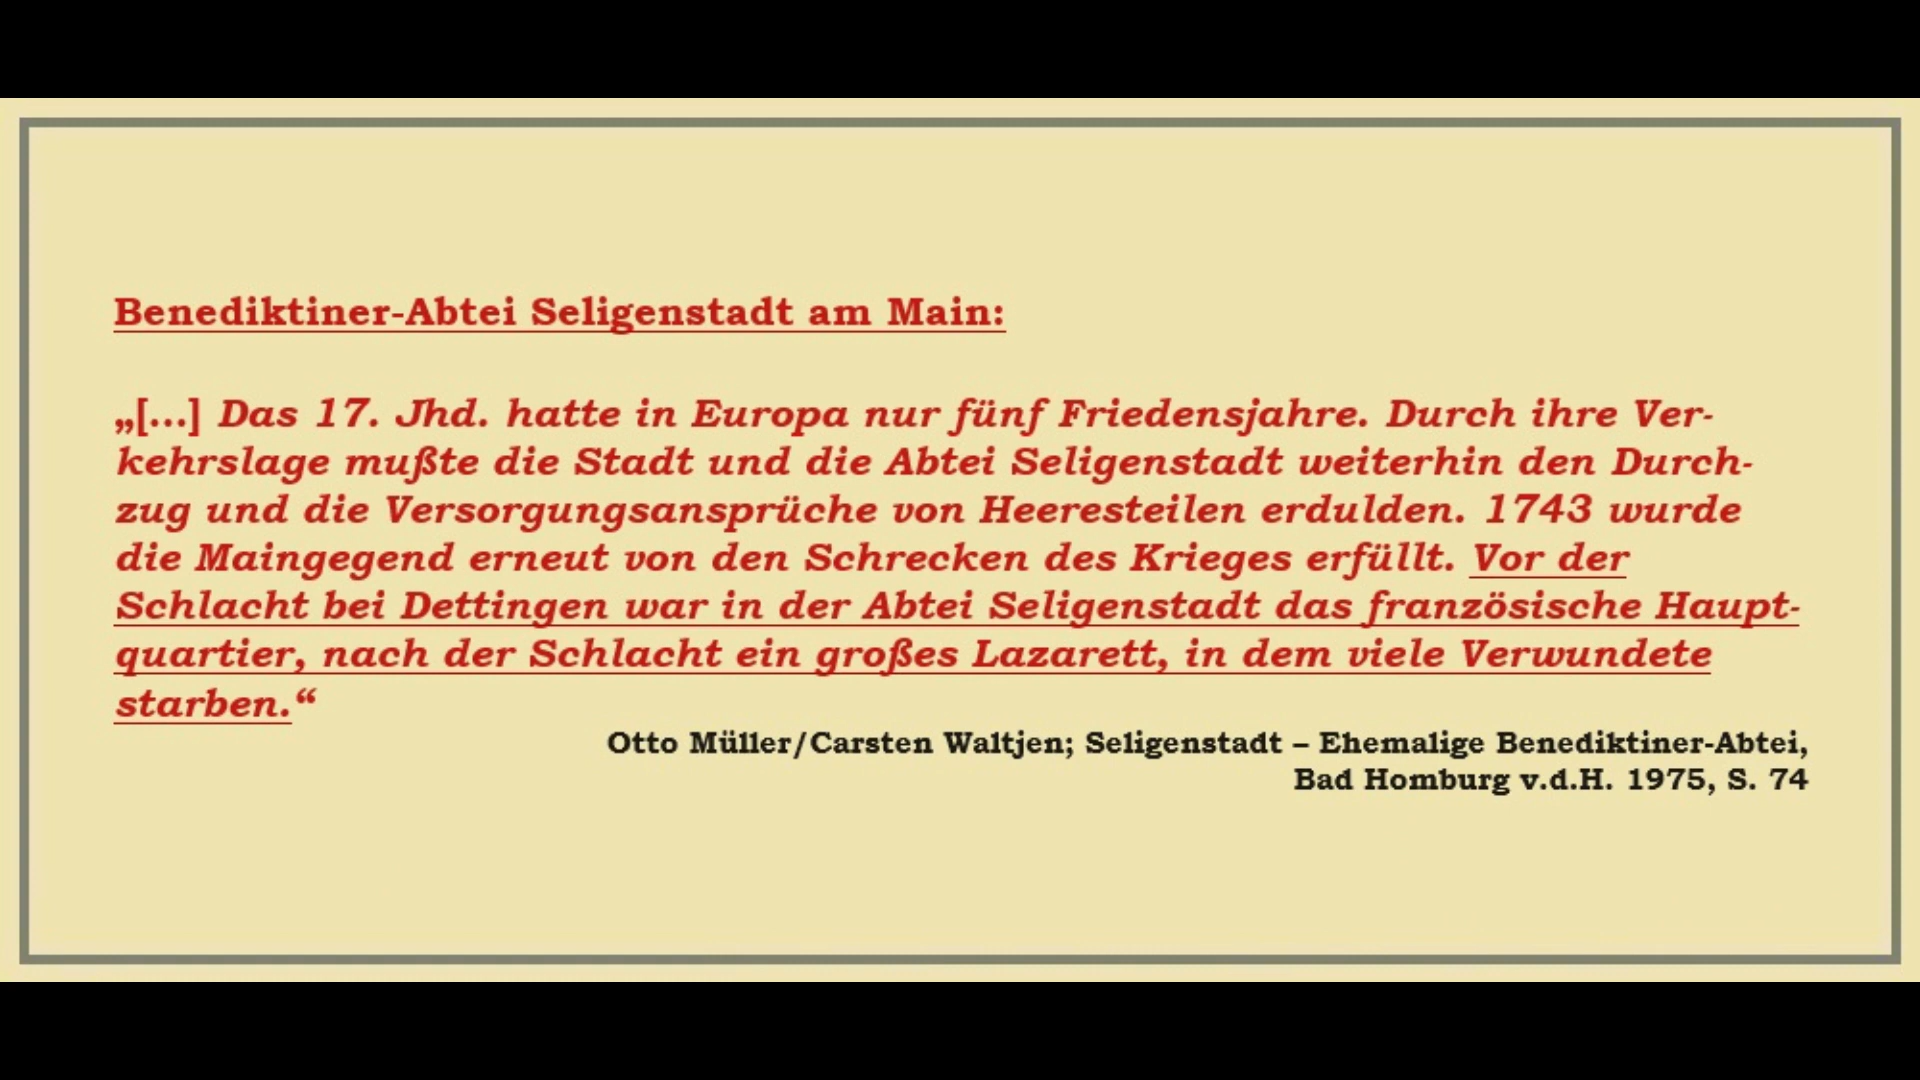 Benediktiner-Abtei Seligenstadt am Main:
„[...] Das 17. Jhd. hatte in Europa nur fünf Friedensjahre. Durch ihre Ver-
kehrslage mußte die Stadt und die Abtei Seligenstadt weiterhin den Durch-
zug und die Versorgungsansprüche von Heeresteilen erdulden. 1743 wurde
die Maingegend erneut von den Schrecken des Krieges erfüllt. Vor der
Schlacht bei Dettingen war in der Abtei Seligenstadt das französische Haupt-
quartier, nach der Schlacht ein großes Lazarett, in dem viele Verwundete
starben.“
Otto Müller/Carsten Waltjen; Seligenstadt – Ehemalige Benediktiner-Abtei,
Bad Homburg v.d.H. 1975, S. 74